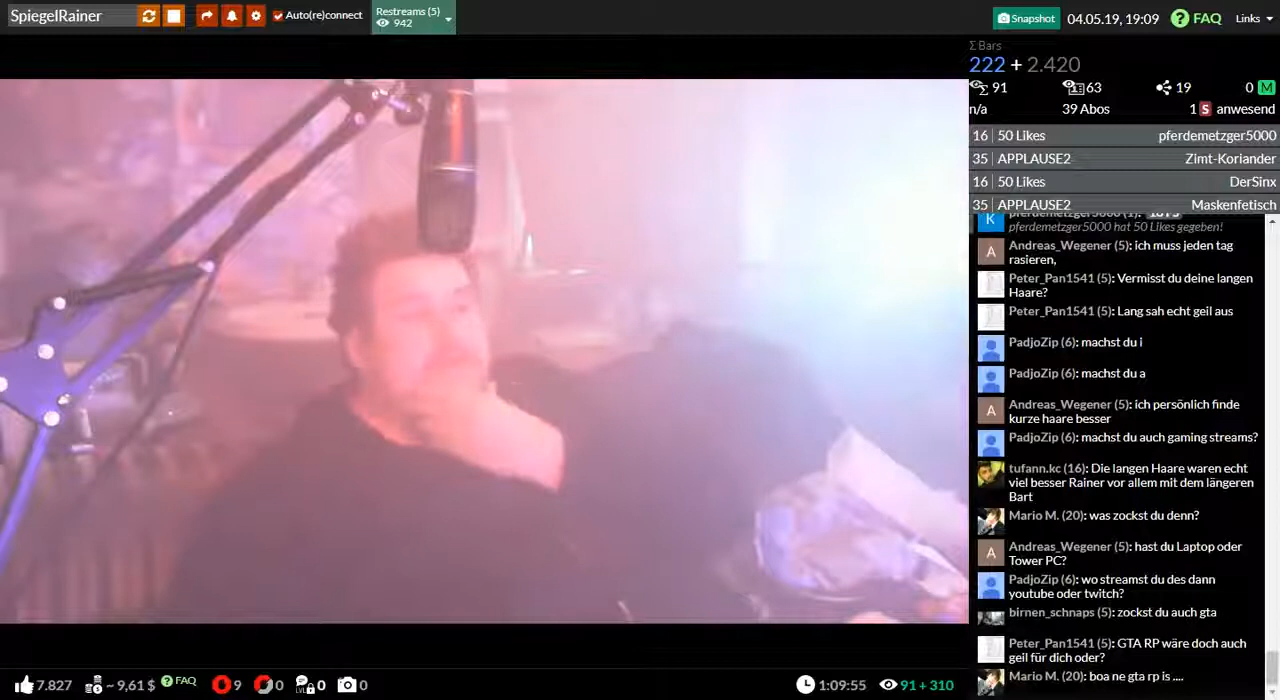 SpiegelRainer
Auto(re)connect
Restreams (5)
942
Snapshot
04.05.19, 19:09
FAQ
Links
Σ Bars
222 + 2.420
91
63
19
0 M
n/a
39 Abos
1 S anwesend
16 50 Likes pferdemetzger5000
35 APPLAUSE2 Zimt-Koriander
16 50 Likes DerSinx
35 APPLAUSE2 Maskenfetisch
K
pferdemetzger5000 (1):
pferdemetzger5000 hat 50 Likes gegeben!
A
Andreas_Wegener (5): ich muss jeden tag
rasieren,
Peter_Pan1541 (5): Vermisst du deine langen
Haare?
Peter_Pan1541 (5): Lang sah echt geil aus
PadjoZip (6): machst du i
PadjoZip (6): machst du a
A
Andreas_Wegener (5): ich persönlich finde
kurze haare besser
PadjoZip (6): machst du auch gaming streams?
tufann.kc (16): Die langen Haare waren echt
viel besser Rainer vor allem mit dem längeren
Bart
Mario M. (20): was zockst du denn?
A
Andreas_Wegener (5): hast du Laptop oder
Tower PC?
PadjoZip (6): wo streamst du des dann
youtube oder twitch?
birnen_schnaps (5): zockst du auch gta
Peter_Pan1541 (5): GTA RP wäre doch auch
geil für dich oder?
Mario M. (20): boa ne gta rp is ....
7.827
~ 9,61 $
FAQ
9
0
LVL
0
0
1:09:55
91 + 310